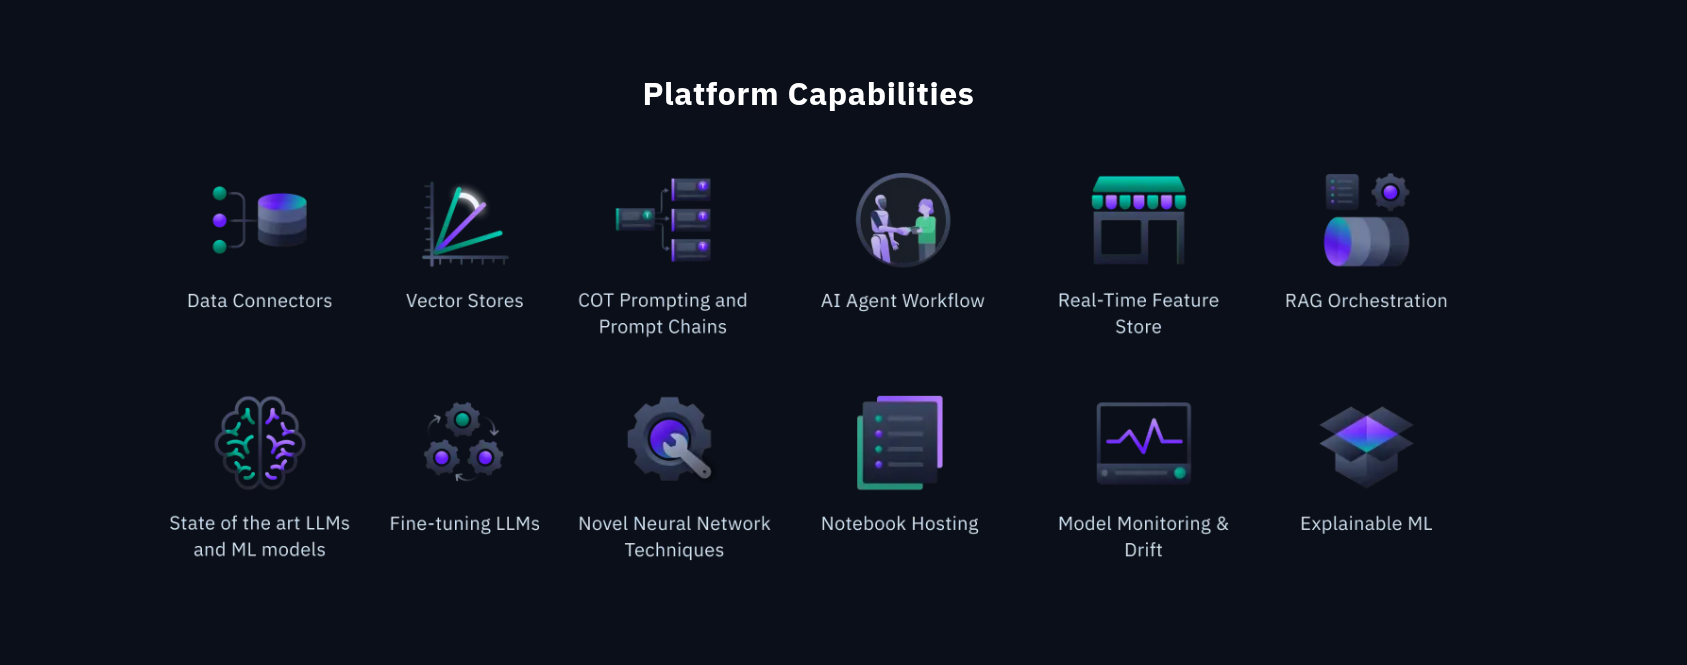 Platform Capabilities
Data Connectors
Vector Stores
COT Prompting and
Prompt Chains
AI Agent Workflow
Real-Time Feature
Store
RAG Orchestration
State of the art LLMs
and ML models
Fine-tuning LLMs
Novel Neural Network
Techniques
Notebook Hosting
Model Monitoring &
Drift
Explainable ML